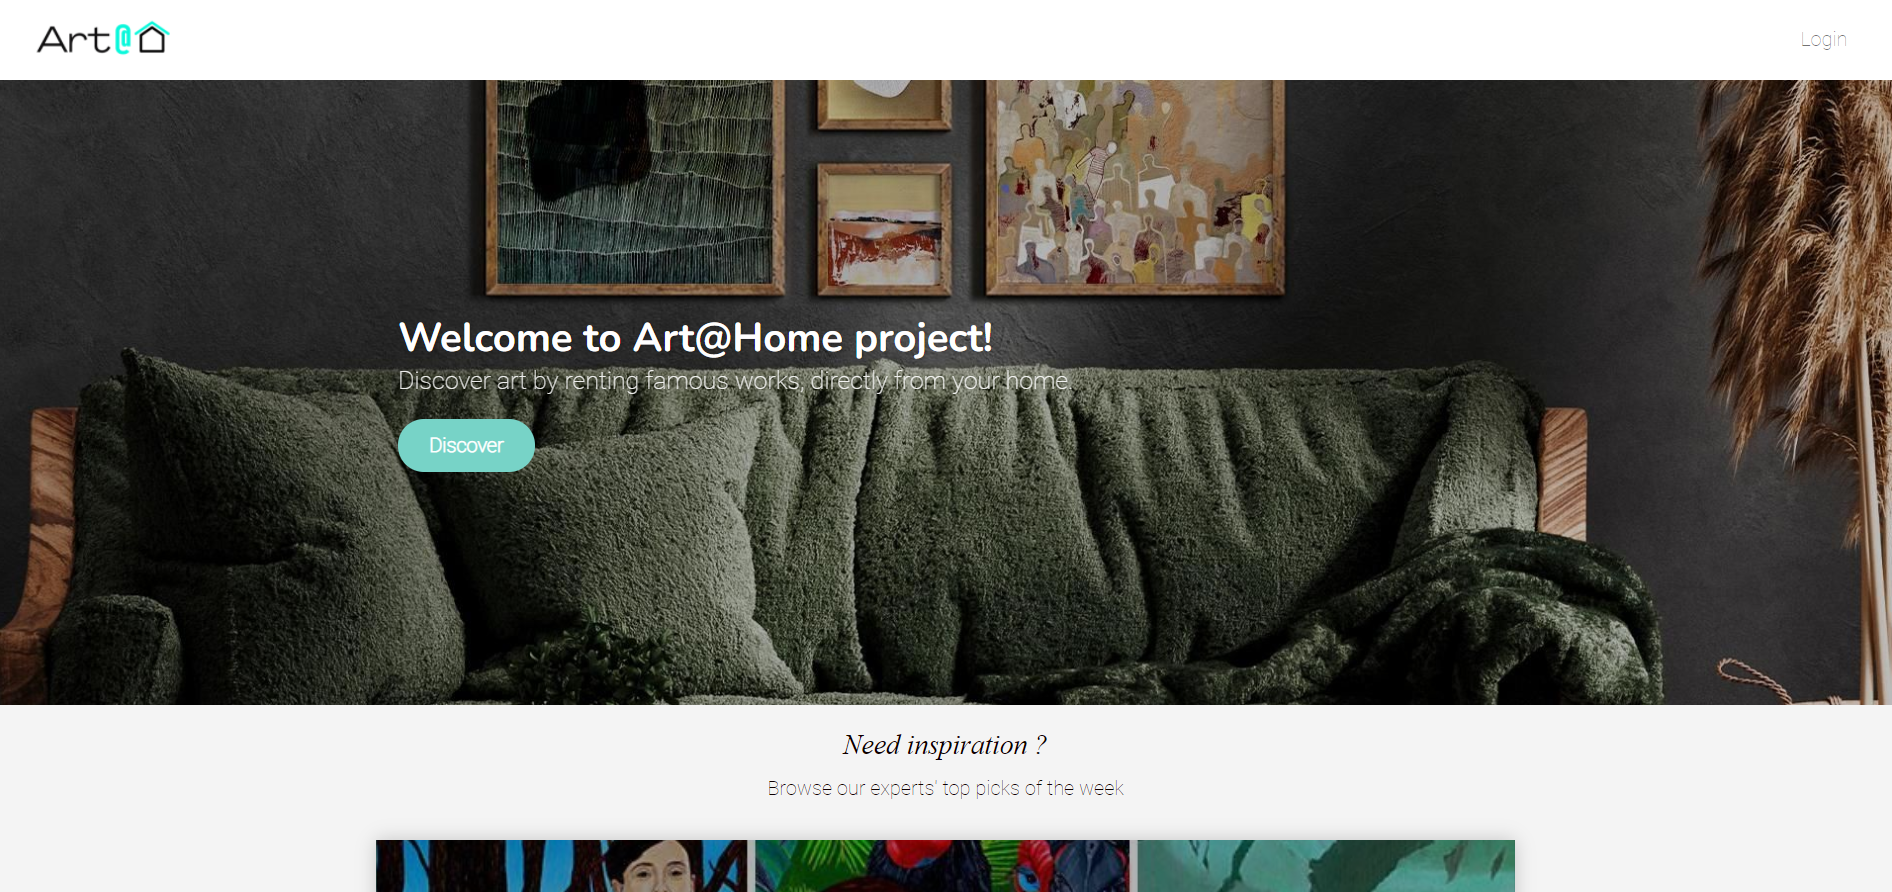 Art@
Login
Welcome to Art@Home project!
Discover art by renting famous works, directly from your home.
Discover
Need inspiration ?
Browse our experts' top picks of the week